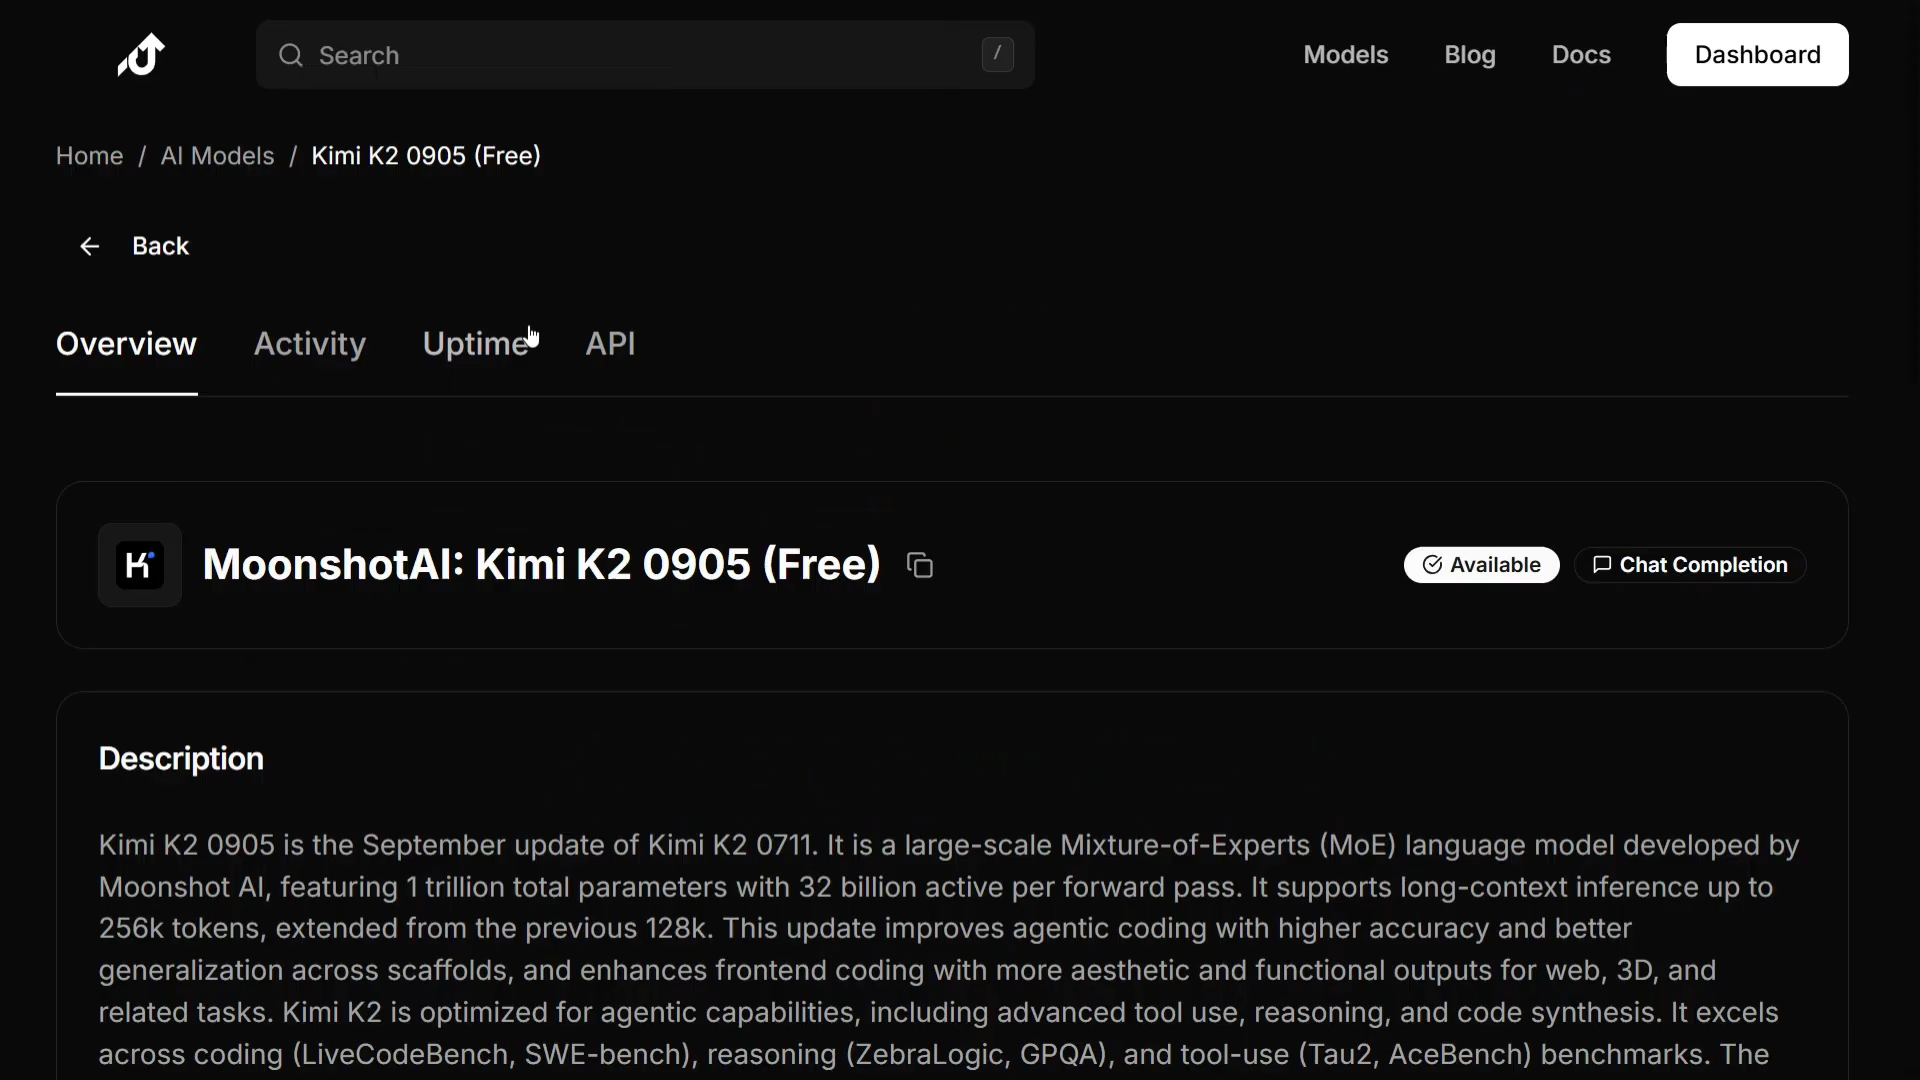 Search
/
Models
Blog
Docs
Dashboard
Home / AI Models / Kimi K2 0905 (Free)
Back
Overview
Activity
Uptime
API
MoonshotAI: Kimi K2 0905 (Free)
Available
Chat Completion
Description
Kimi K2 0905 is the September update of Kimi K2 0711. It is a large-scale Mixture-of-Experts (MoE) language model developed by
Moonshot AI, featuring 1 trillion total parameters with 32 billion active per forward pass. It supports long-context inference up to
256k tokens, extended from the previous 128k. This update improves agentic coding with higher accuracy and better
generalization across scaffolds, and enhances frontend coding with more aesthetic and functional outputs for web, 3D, and
related tasks. Kimi K2 is optimized for agentic capabilities, including advanced tool use, reasoning, and code synthesis. It excels
across coding (LiveCodeBench, SWE-bench), reasoning (ZebraLogic, GPQA), and tool-use (Tau2, AceBench) benchmarks. The